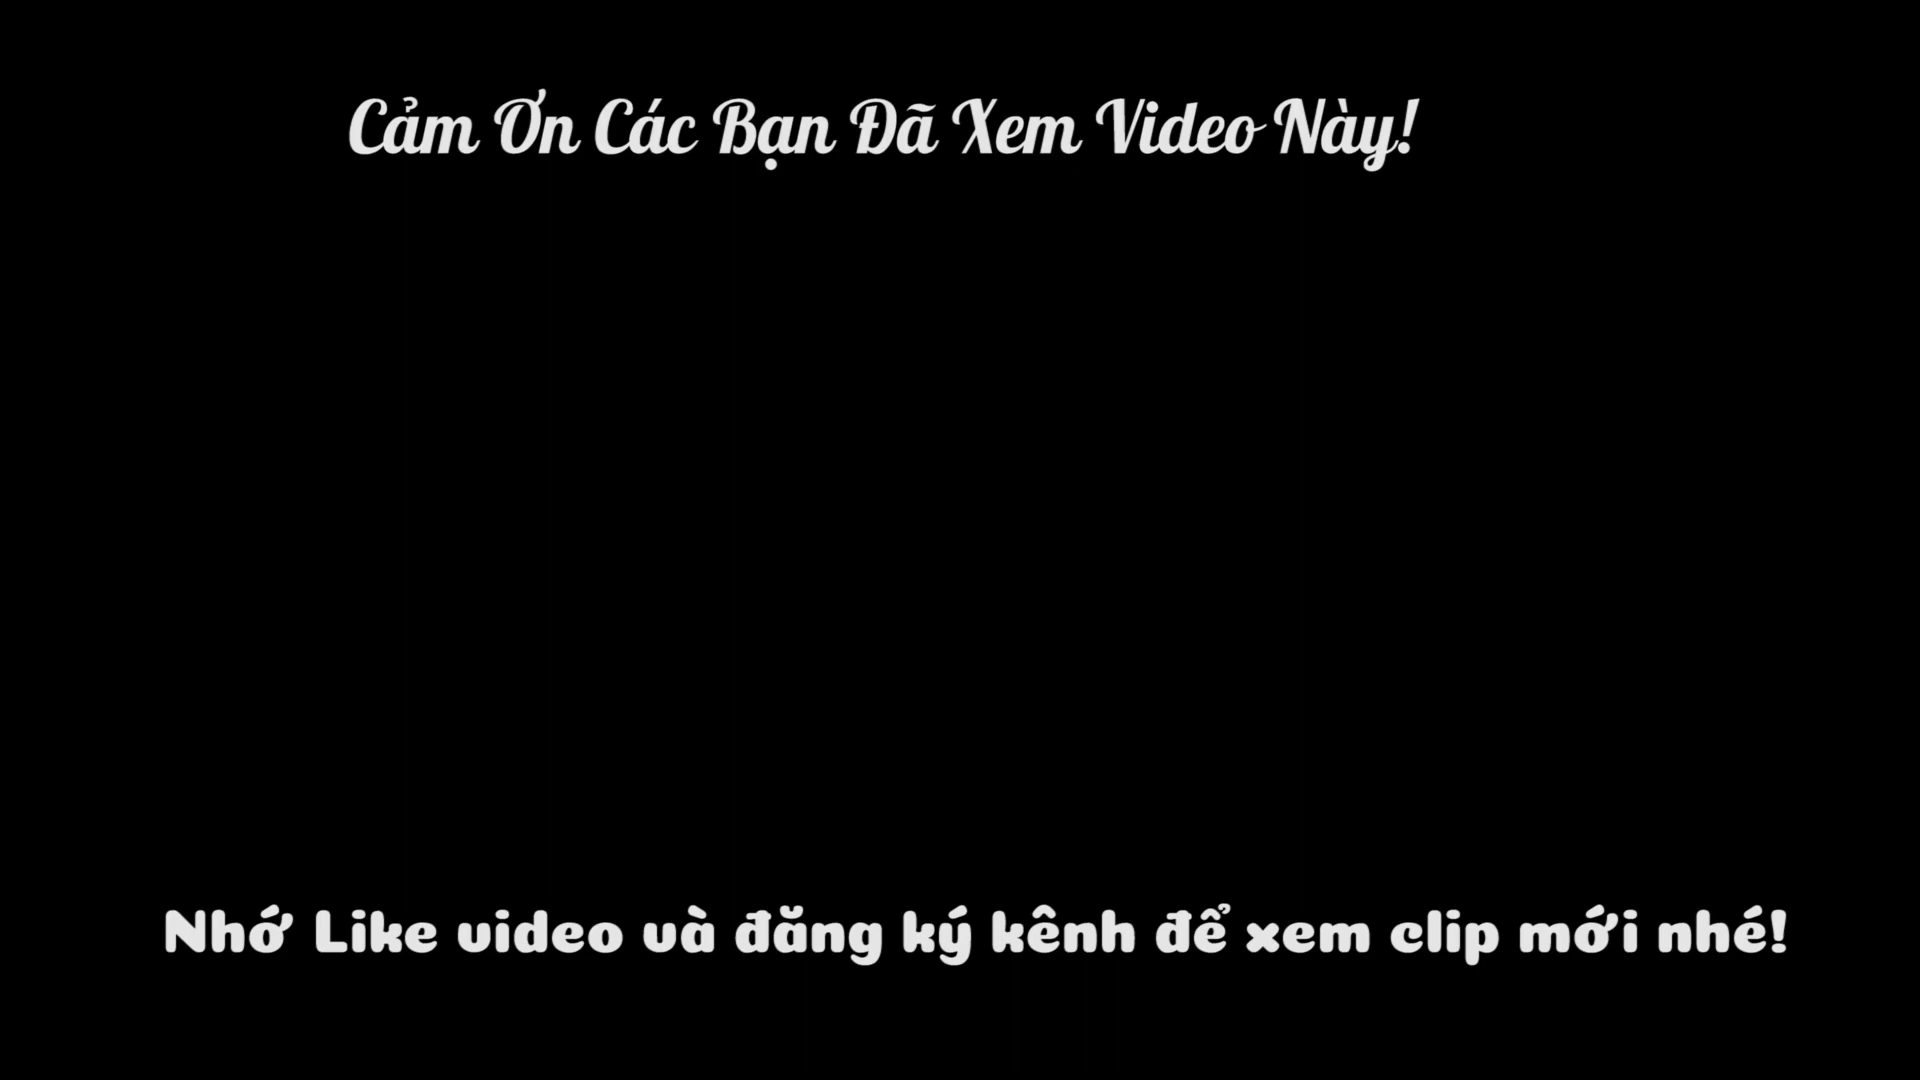 Cảm Ơn Các Bạn Đã Xem Video Này!
Nhớ Like video và đăng ký kênh để xem clip mới nhé!